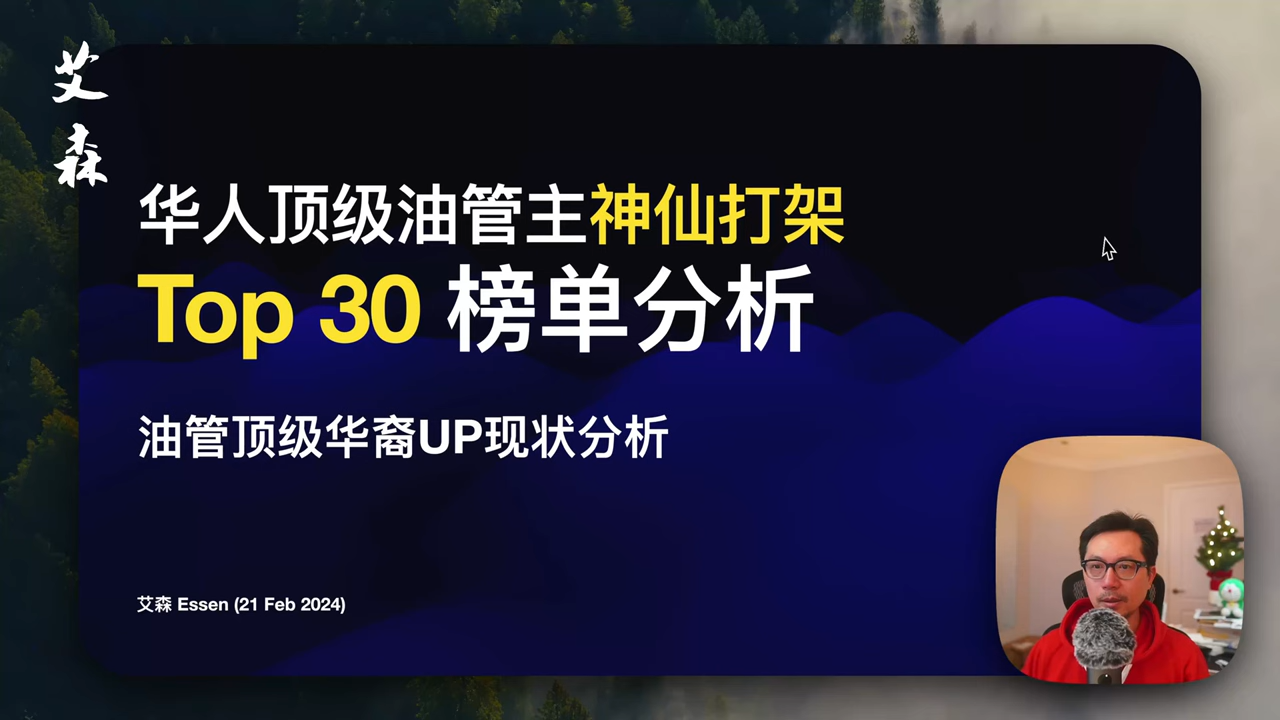 艾森
华人顶级油管主神仙打架
Top 30 榜单分析
油管顶级华裔UP现状分析
艾森 Essen (21 Feb 2024)